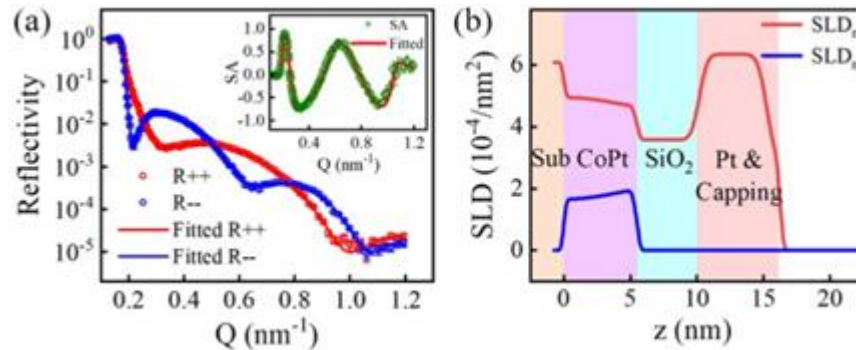 (a)
Reflectivity
10⁰
10⁻¹
10⁻²
10⁻³
10⁻⁴
10⁻⁵
0.2 0.4 0.6 0.8 1.0 1.2
Q (nm⁻¹)
R++
R--
Fitted R++
Fitted R--
SA
1.0
0.5
0.0
-0.5
-1.0
0.4 0.8 1.2
Q (nm⁻¹)
SA
Fitted
(b)
SLD (10⁻⁴/nm²)
6
4
2
0
0 5 10 15 20
z (nm)
Sub CoPt SiO₂ Pt &
Capping